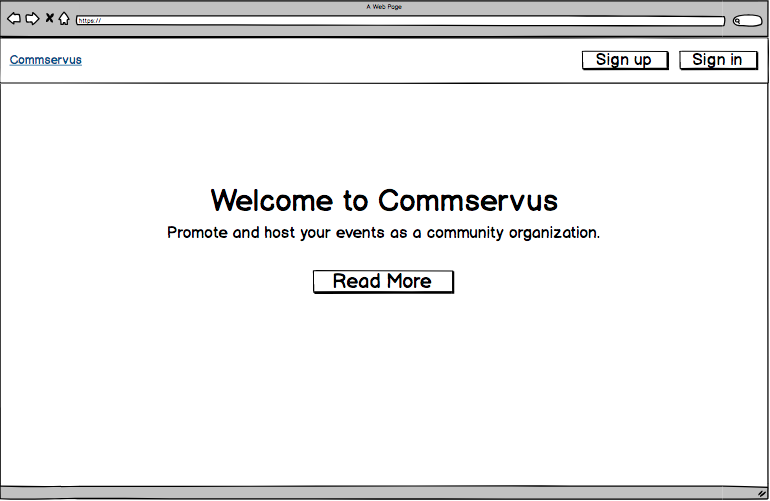 A Web Page
https://
Commservus
Sign up
Sign in
Welcome to Commservus
Promote and host your events as a community organization.
Read More